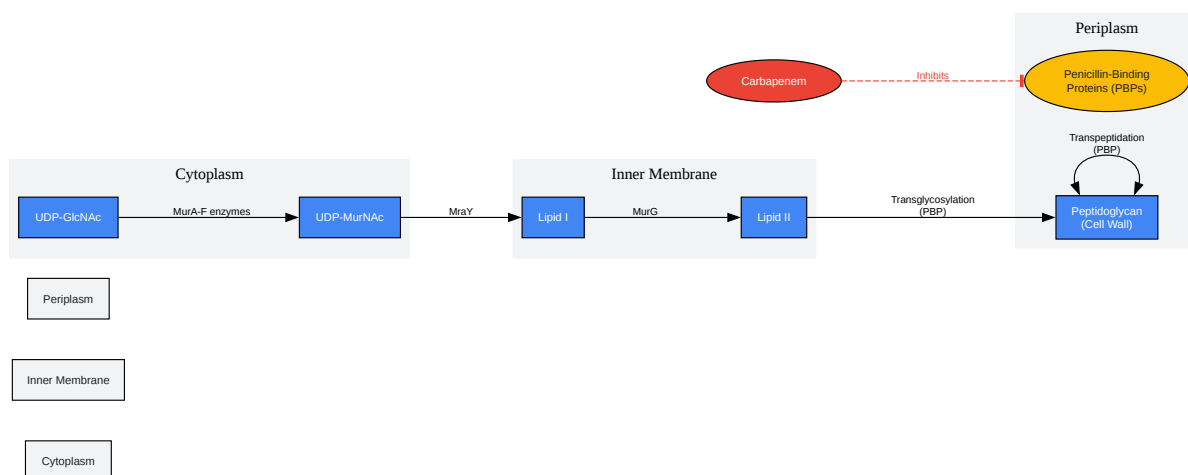 Periplasm
Carbapenem
Inhibits
Penicillin-Binding
Proteins (PBPs)
Transpeptidation
(PBP)
Cytoplasm
Inner Membrane
UDP-GlcNAc
MurA-F enzymes
UDP-MurNAc
MraY
Lipid I
MurG
Lipid II
Transglycosylation
(PBP)
Peptidoglycan
(Cell Wall)
Periplasm
Inner Membrane
Cytoplasm